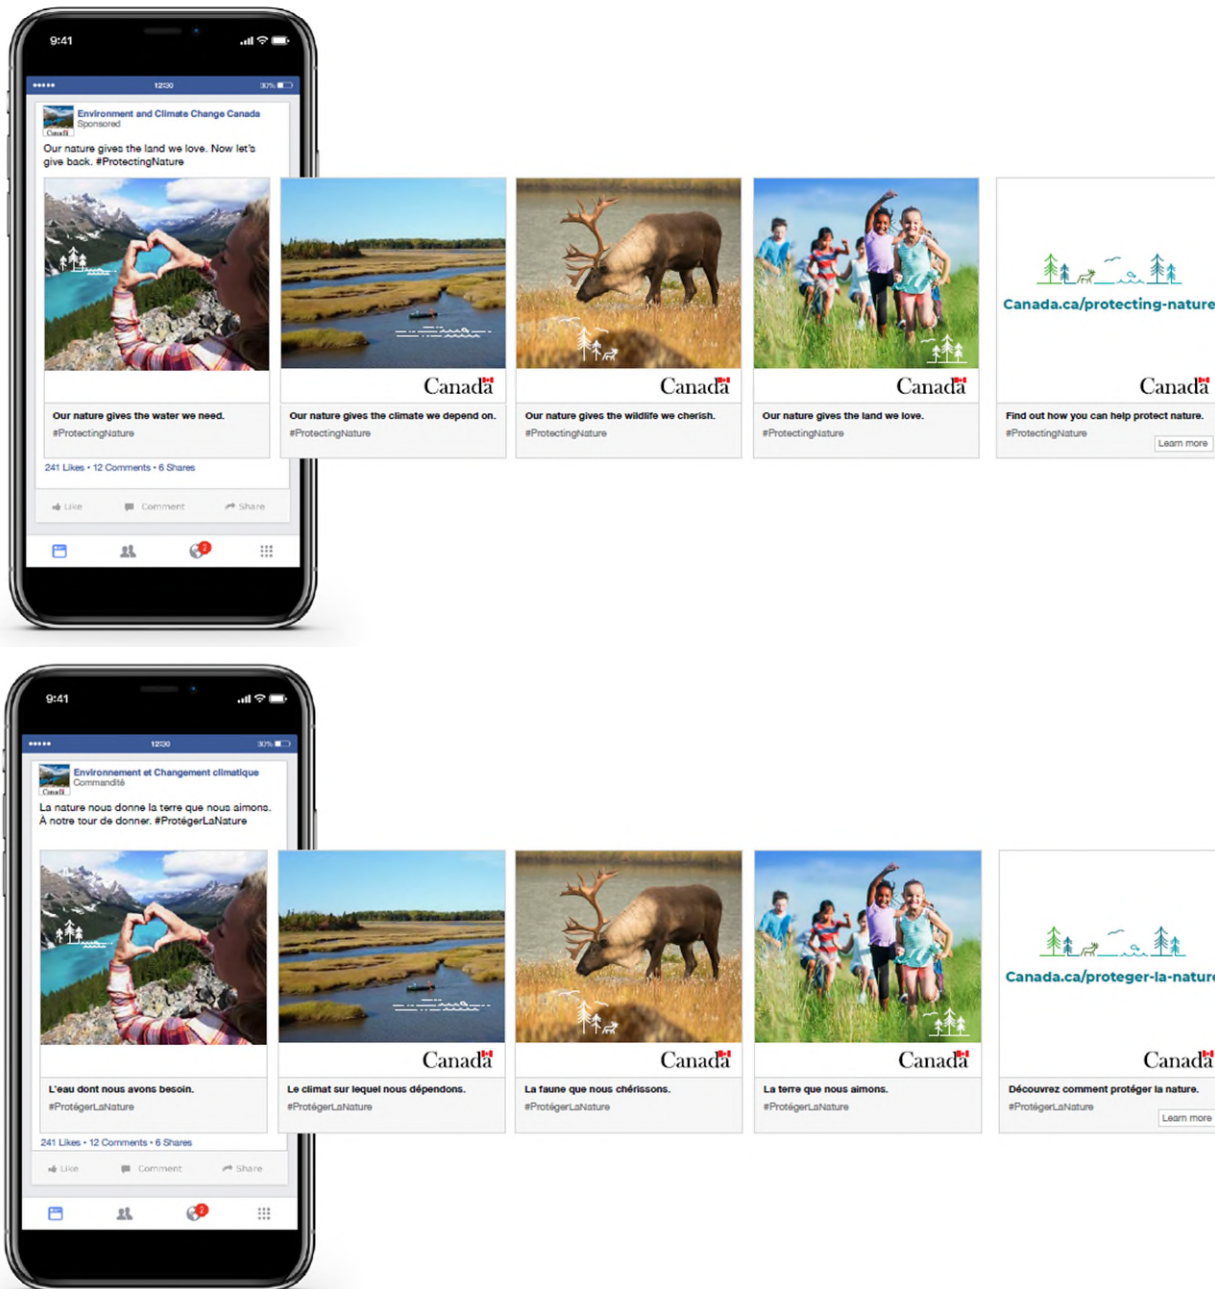 9:41
12:30
30%
Environment and Climate Change Canada
Sponsored
Canada
Our nature gives the land we love. Now let's
give back. #ProtectingNature
Our nature gives the water we need.
#ProtectingNature
Canada
Our nature gives the climate we depend on.
#ProtectingNature
Canada
Our nature gives the wildlife we cherish.
#ProtectingNature
Canada
Our nature gives the land we love.
#ProtectingNature
Canada.ca/protecting-nature
Canada
Find out how you can help protect nature.
#ProtectingNature
Learn more
241 Likes • 12 Comments • 6 Shares
Like
Comment
Share
2
9:41
12:30
30%
Environnement et Changement climatique
Commandité
Canada
La nature nous donne la terre que nous aimons.
À notre tour de donner. #ProtégerLaNature
L'eau dont nous avons besoin.
#ProtégerLaNature
Canada
Le climat sur lequel nous dépendons.
#ProtégerLaNature
Canada
La faune que nous chérissons.
#ProtégerLaNature
Canada
La terre que nous aimons.
#ProtégerLaNature
Canada.ca/proteger-la-nature
Canada
Découvrez comment protéger la nature.
#ProtégerLaNature
Learn more
241 Likes • 12 Comments • 6 Shares
Like
Comment
Share
2